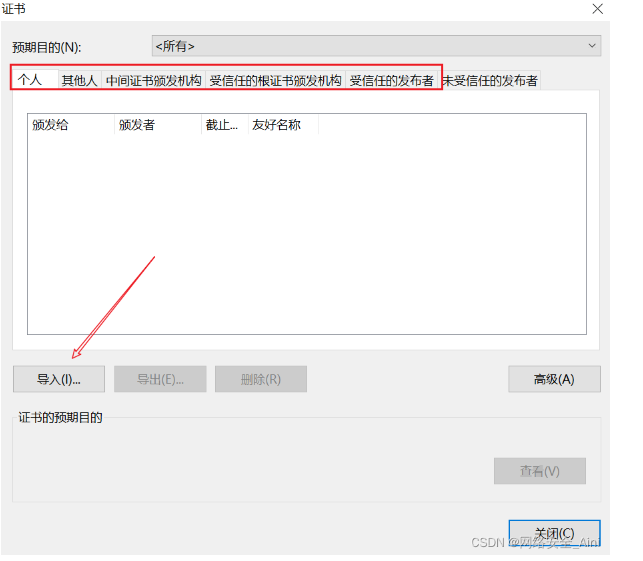 证书
预期目的(N):
<所有>
个人 其他人 中间证书颁发机构 受信任的根证书颁发机构 受信任的发布者 未受信任的发布者
颁发给 颁发者 截止... 友好名称
导入(I)... 导出(E)... 删除(R) 高级(A)
证书的预期目的
查看(V)
关闭(C)
CSDN @网络安全_Aini